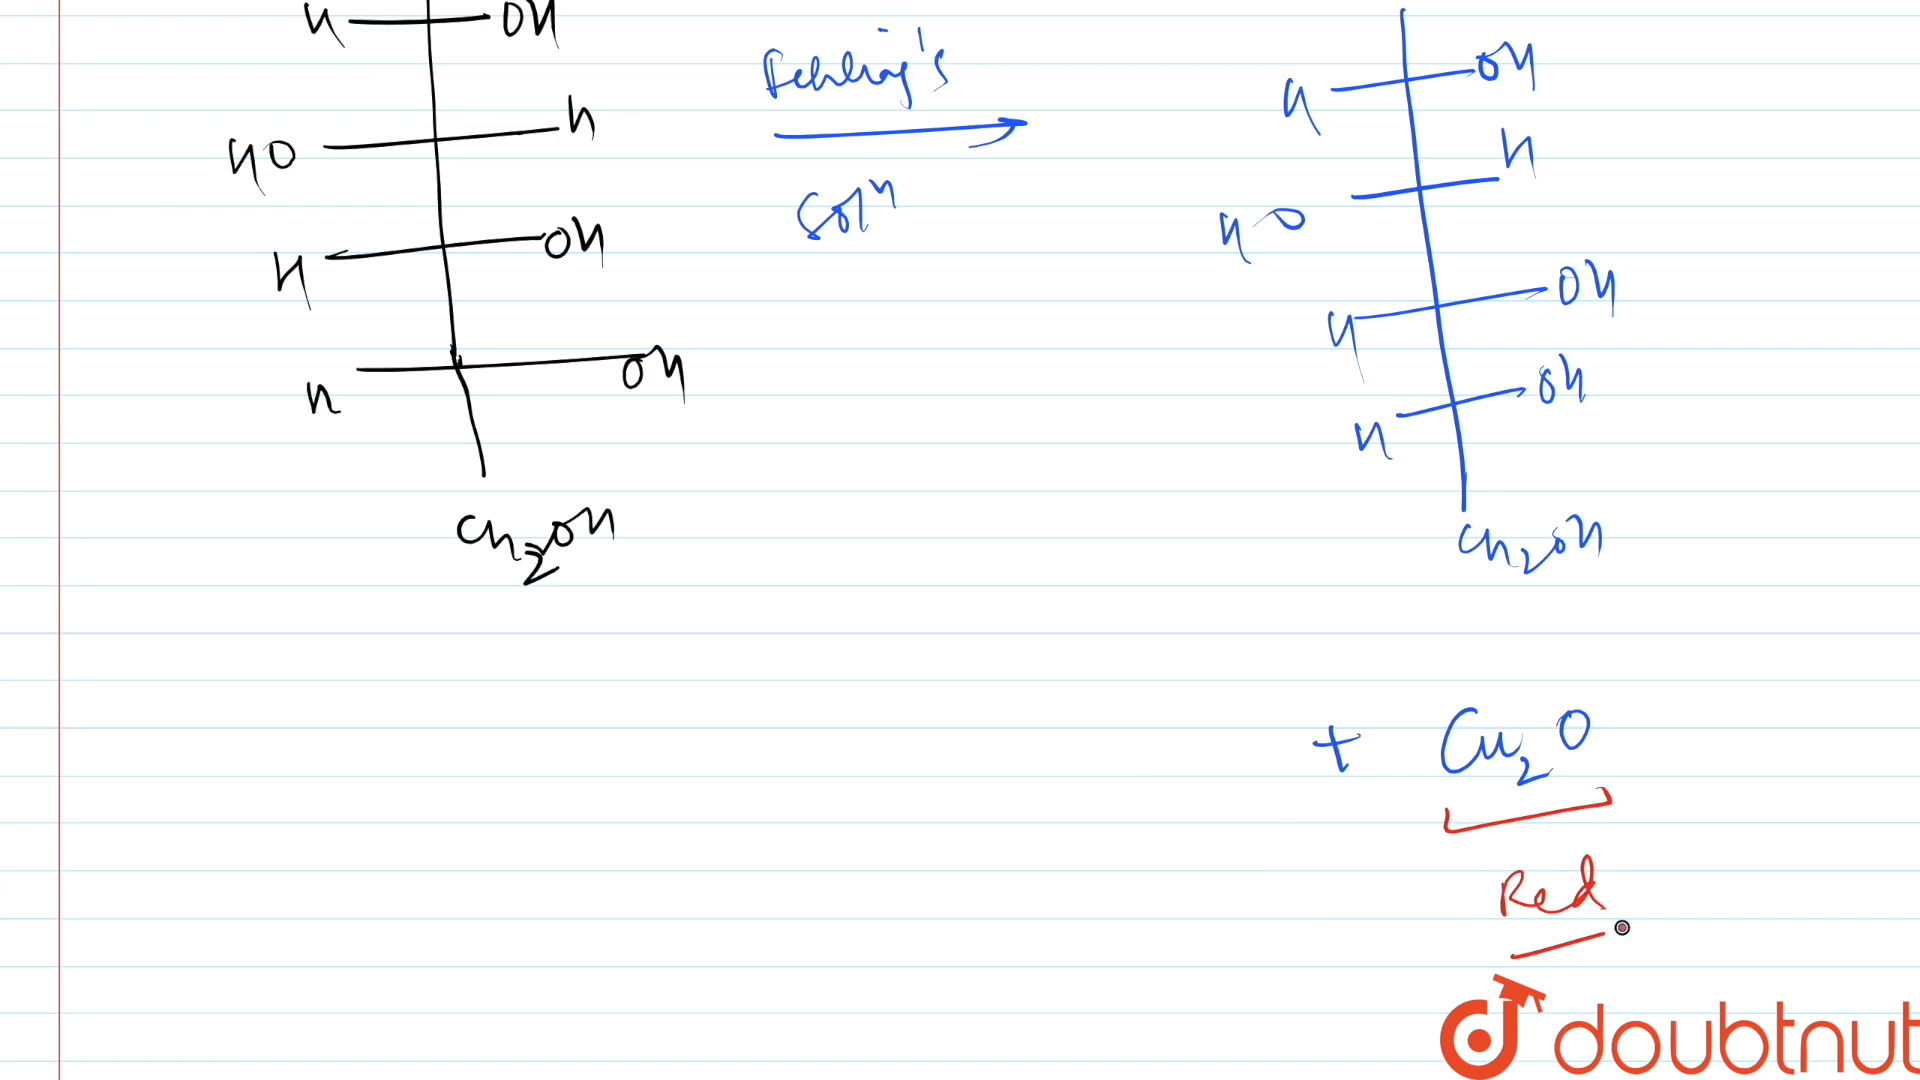 H OH
HO H
H OH
H OH
CH2OH
Fehling's
Solⁿ
H OH
HO H
H OH
H OH
CH2OH
+ Cu2O
Red
doubtnut